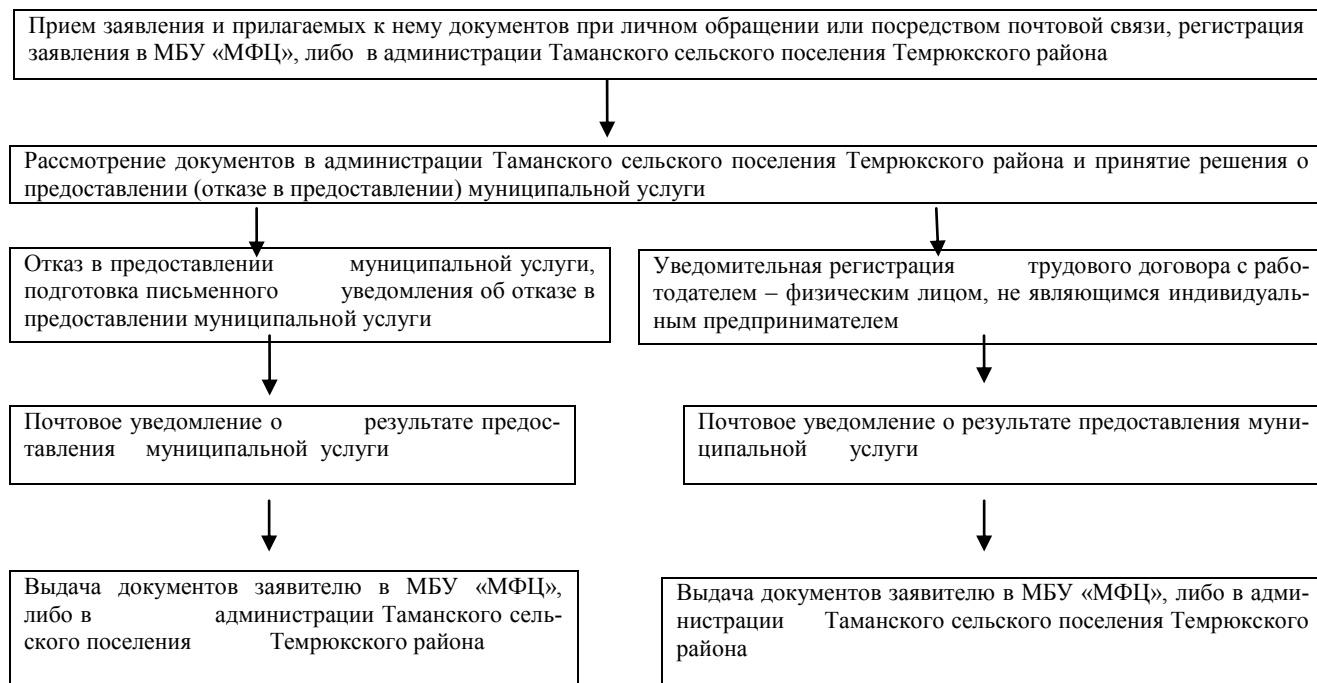 Прием заявления и прилагаемых к нему документов при личном обращении или посредством почтовой связи, регистрация
заявления в МБУ «МФЦ», либо в администрации Таманского сельского поселения Темрюкского района
Рассмотрение документов в администрации Таманского сельского поселения Темрюкского района и принятие решения о
предоставлении (отказе в предоставлении) муниципальной услуги
Отказ в предоставлении муниципальной услуги,
подготовка письменного уведомления об отказе в
предоставлении муниципальной услуги
Уведомительная регистрация трудового договора с рабо-
тодателем – физическим лицом, не являющимся индивидуаль-
ным предпринимателем
Почтовое уведомление о результате предос-
тавления муниципальной услуги
Почтовое уведомление о результате предоставления муни-
ципальной услуги
Выдача документов заявителю в МБУ «МФЦ»,
либо в администрации Таманского сель-
ского поселения Темрюкского района
Выдача документов заявителю в МБУ «МФЦ», либо в адми-
нистрации Таманского сельского поселения Темрюкского
района